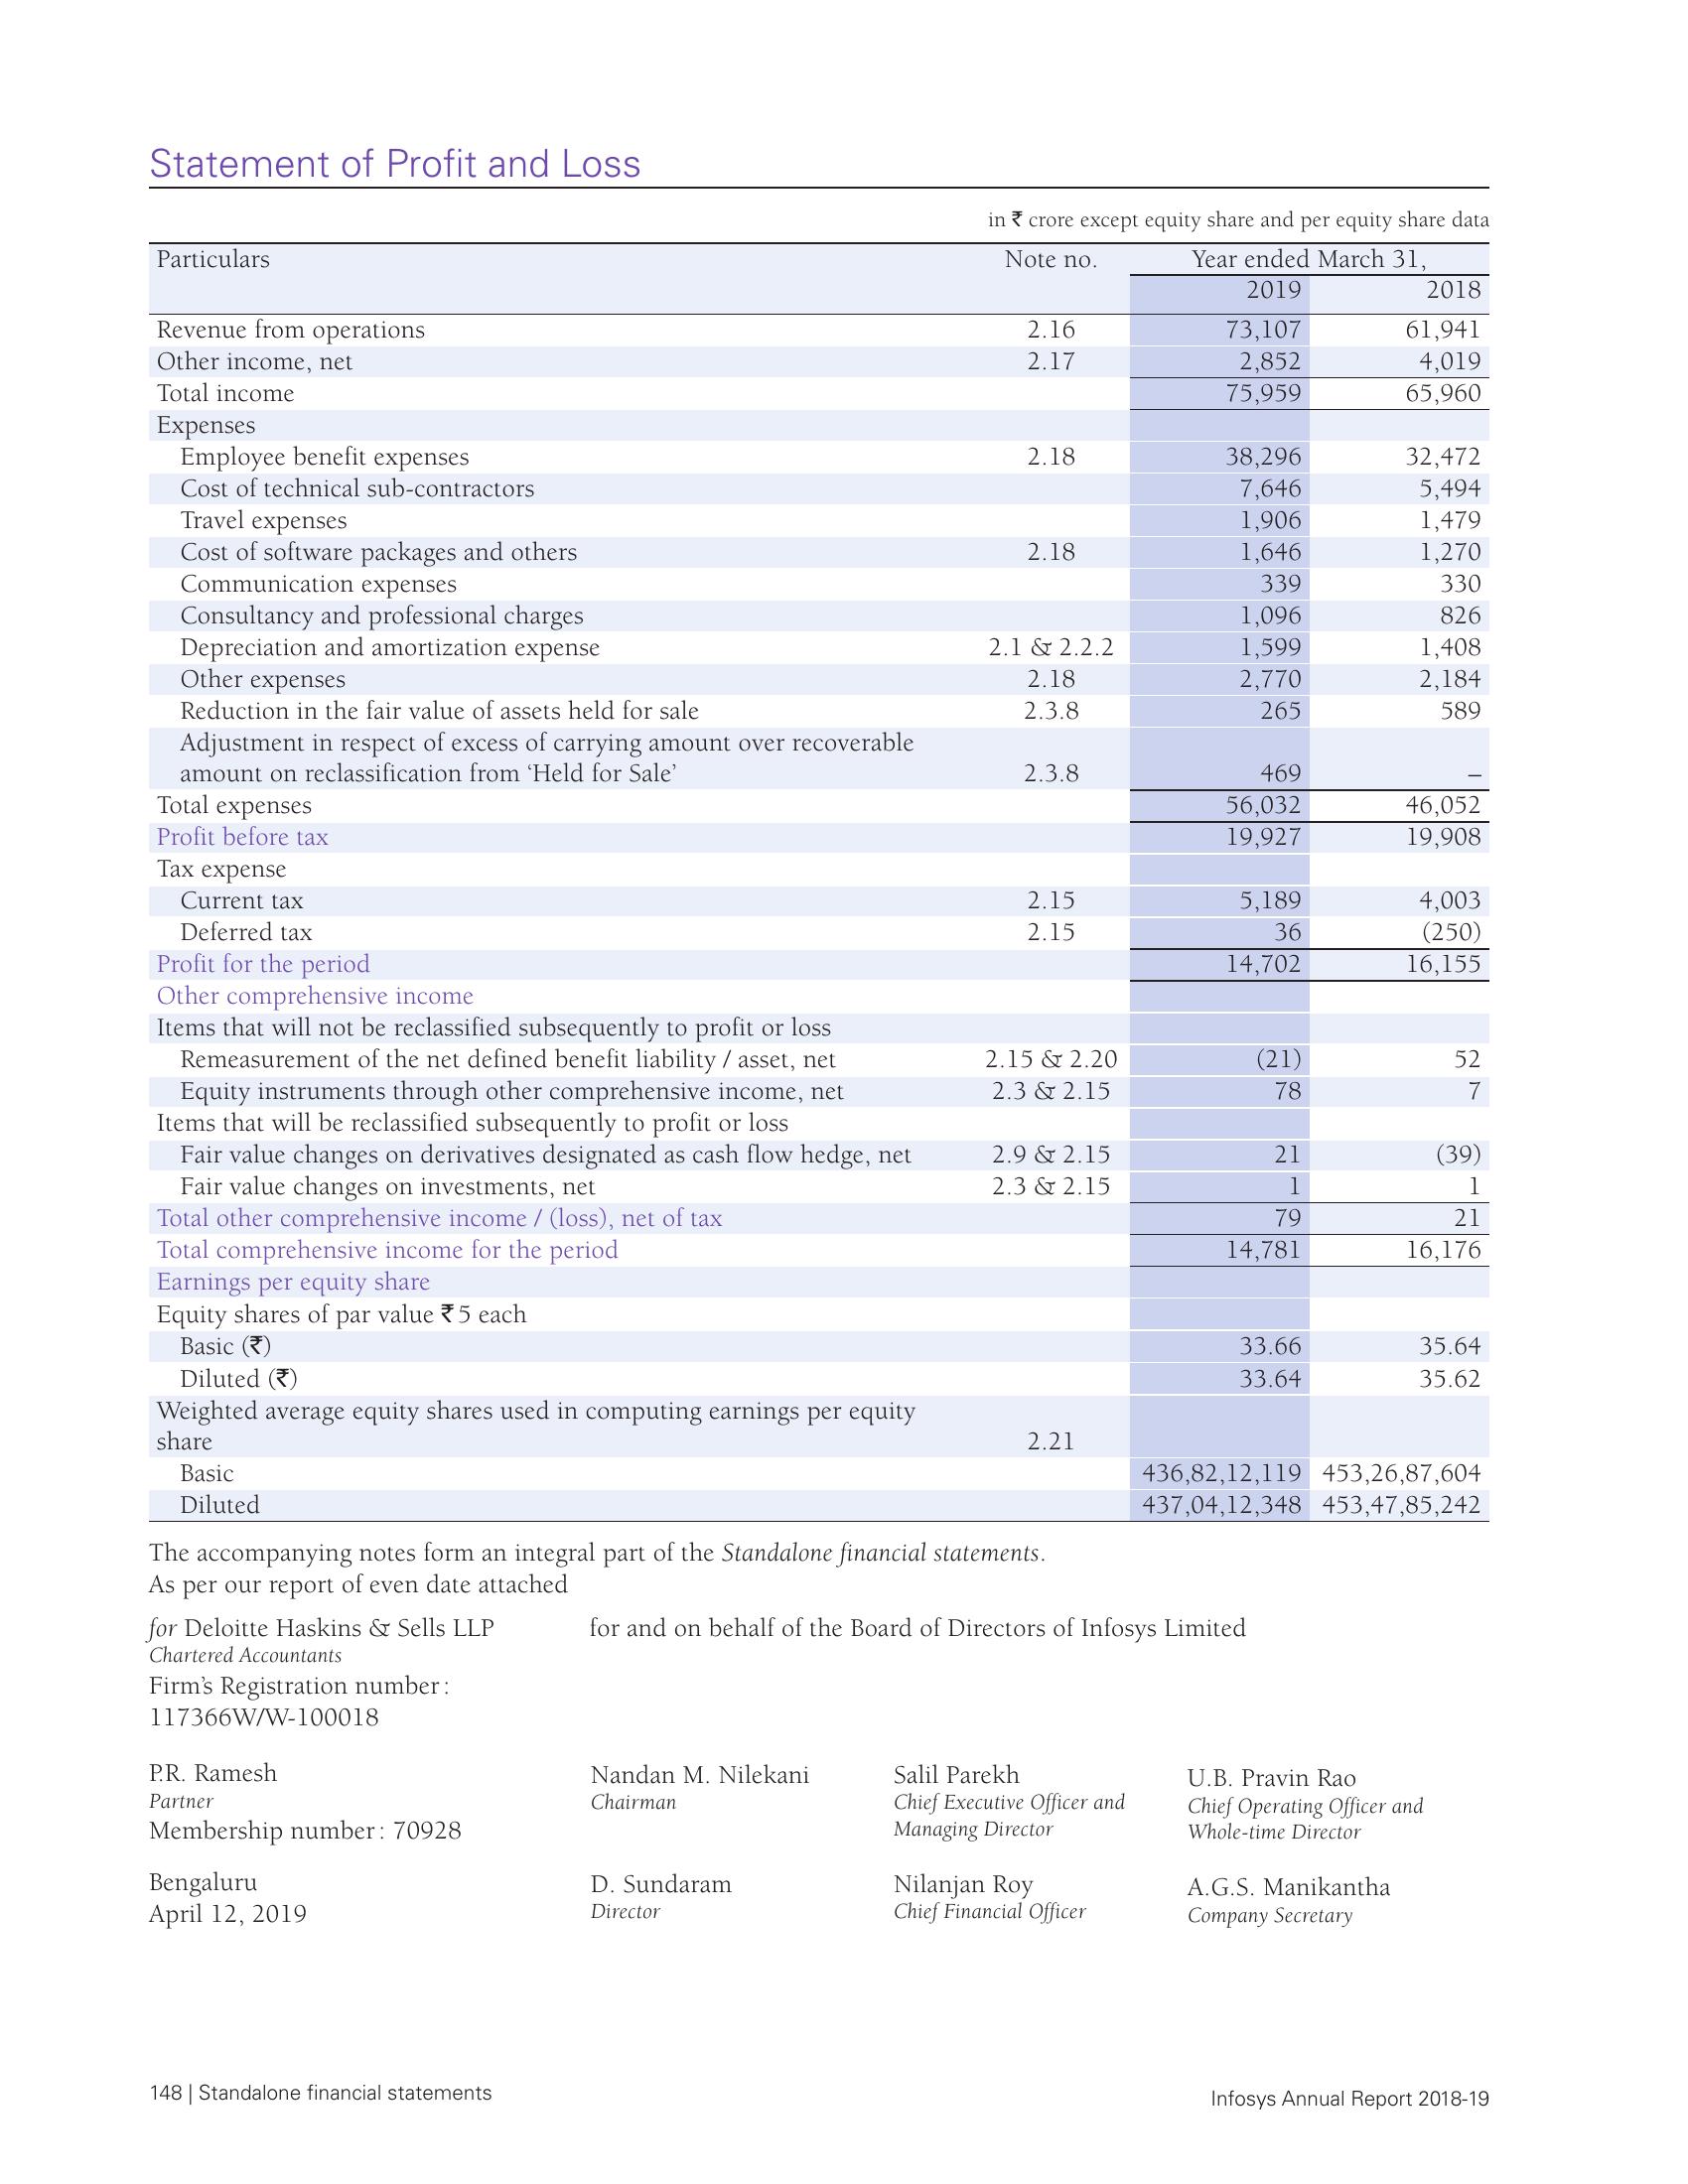 Statement of Profit and Loss
in ₹ crore except equity share and per equity share data
Particulars Note no. Year ended March 31,
2019 2018
Revenue from operations 2.16 73,107 61,941
Other income, net 2.17 2,852 4,019
Total income 75,959 65,960
Expenses
Employee benefit expenses 2.18 38,296 32,472
Cost of technical sub-contractors 7,646 5,494
Travel expenses 1,906 1,479
Cost of software packages and others 2.18 1,646 1,270
Communication expenses 339 330
Consultancy and professional charges 1,096 826
Depreciation and amortization expense 2.1 & 2.2.2 1,599 1,408
Other expenses 2.18 2,770 2,184
Reduction in the fair value of assets held for sale 2.3.8 265 589
Adjustment in respect of excess of carrying amount over recoverable
amount on reclassification from ‘Held for Sale’ 2.3.8 469 –
Total expenses 56,032 46,052
Profit before tax 19,927 19,908
Tax expense
Current tax 2.15 5,189 4,003
Deferred tax 2.15 36 (250)
Profit for the period 14,702 16,155
Other comprehensive income
Items that will not be reclassified subsequently to profit or loss
Remeasurement of the net defined benefit liability / asset, net 2.15 & 2.20 (21) 52
Equity instruments through other comprehensive income, net 2.3 & 2.15 78 7
Items that will be reclassified subsequently to profit or loss
Fair value changes on derivatives designated as cash flow hedge, net 2.9 & 2.15 21 (39)
Fair value changes on investments, net 2.3 & 2.15 1 1
Total other comprehensive income / (loss), net of tax 79 21
Total comprehensive income for the period 14,781 16,176
Earnings per equity share
Equity shares of par value ₹ 5 each
Basic (₹) 33.66 35.64
Diluted (₹) 33.64 35.62
Weighted average equity shares used in computing earnings per equity
share 2.21
Basic 436,82,12,119 453,26,87,604
Diluted 437,04,12,348 453,47,85,242
The accompanying notes form an integral part of the Standalone financial statements.
As per our report of even date attached
for Deloitte Haskins & Sells LLP for and on behalf of the Board of Directors of Infosys Limited
Chartered Accountants
Firm’s Registration number :
117366W/W-100018
P.R. Ramesh Nandan M. Nilekani Salil Parekh U.B. Pravin Rao
Partner Chairman Chief Executive Officer and Chief Operating Officer and
Membership number : 70928 Managing Director Whole-time Director
Bengaluru D. Sundaram Nilanjan Roy A.G.S. Manikantha
April 12, 2019 Director Chief Financial Officer Company Secretary
148 | Standalone financial statements Infosys Annual Report 2018-19